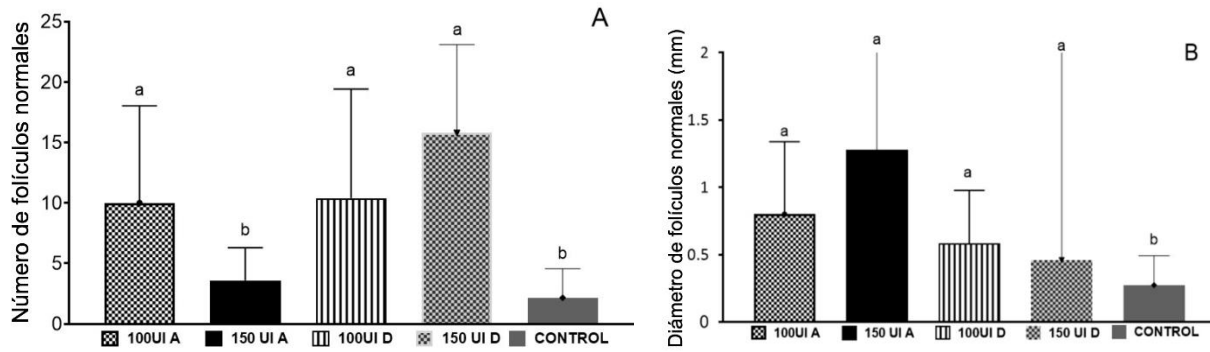 A
Número de folículos normales
25
20
15
10
5
0
a
b
a
a
b
100UI A
150 UI A
100UI D
150 UI D
CONTROL
B
Diámetro de folículos normales (mm)
2
1.5
1
0.5
0
a
a
a
a
b
100UI A
150 UI A
100UI D
150 UI D
CONTROL